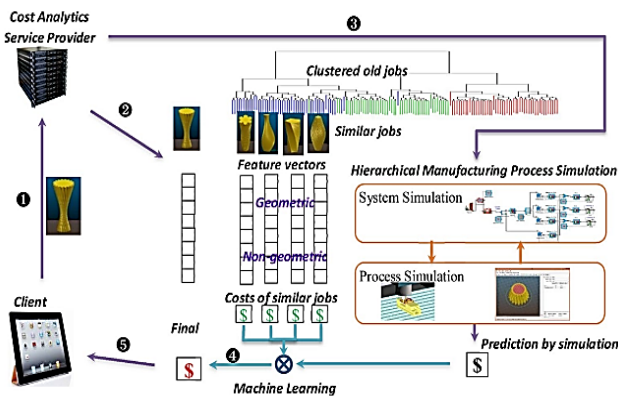 Cost Analytics
Service Provider
❸
Clustered old jobs
❷
Similar jobs
Feature vectors
Hierarchical Manufacturing Process Simulation
System Simulation
❶
Geometric
Non-geometric
Process Simulation
Client
Costs of similar jobs
$ $ $ $
Final
Prediction by simulation
❺
❹
$
$
Machine Learning